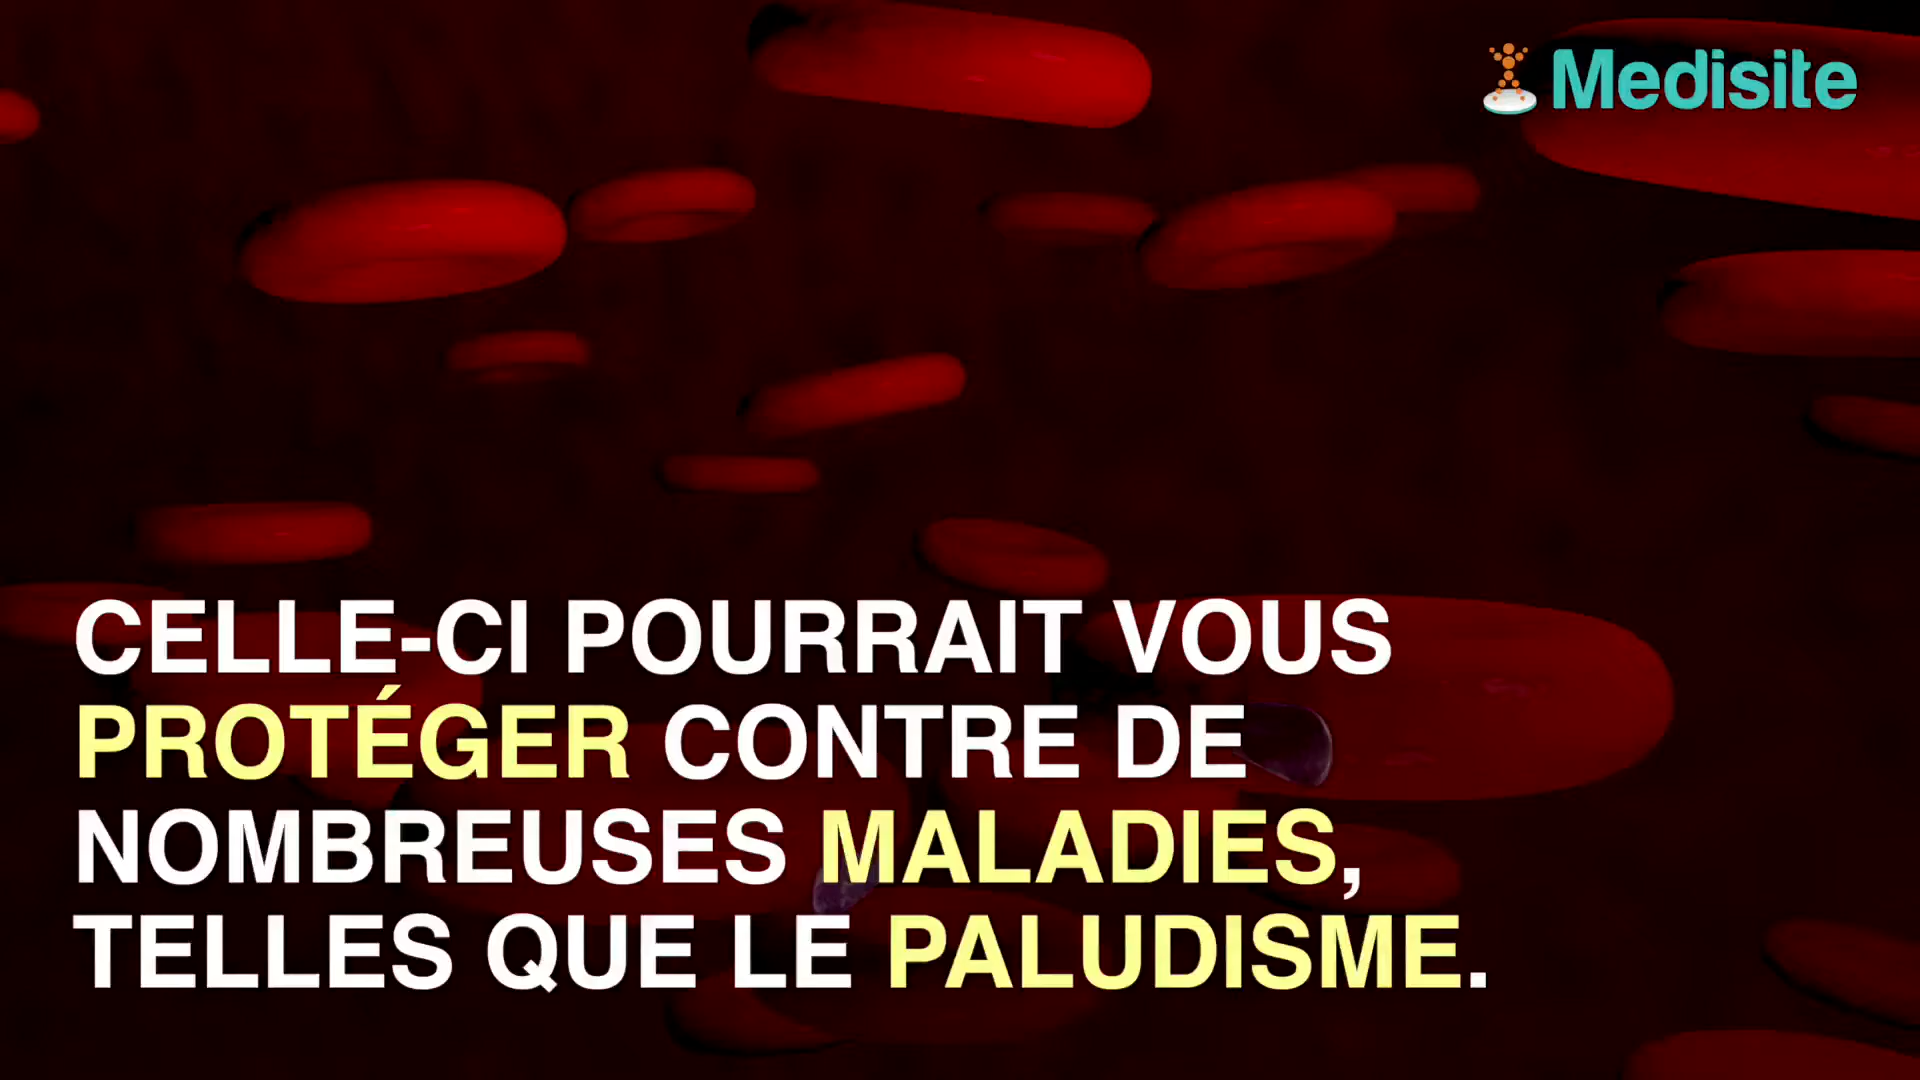 Medisite
CELLE-CI POURRAIT VOUS
PROTÉGER CONTRE DE
NOMBREUSES MALADIES,
TELLES QUE LE PALUDISME.